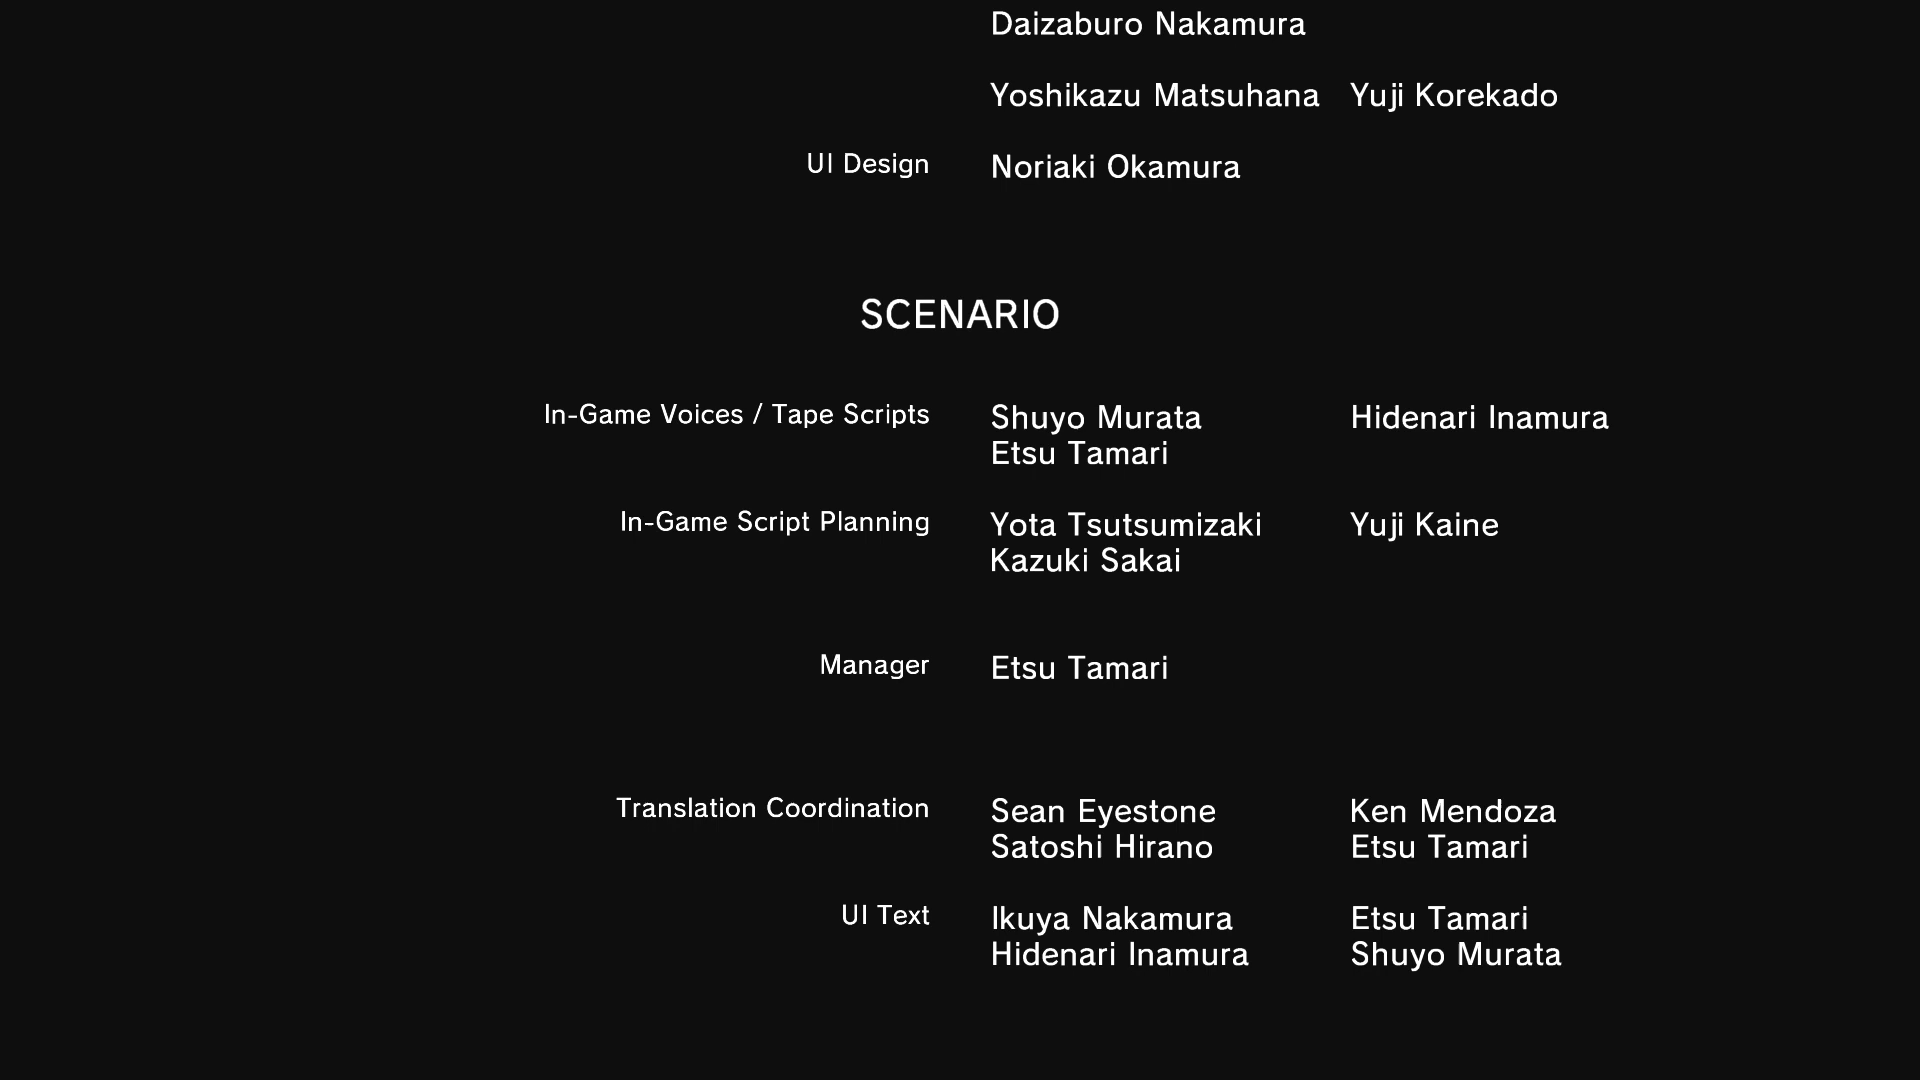 Daizaburo Nakamura
Yoshikazu Matsuhana Yuji Korekado
UI Design Noriaki Okamura
SCENARIO
In-Game Voices / Tape Scripts Shuyo Murata Hidenari Inamura
Etsu Tamari
In-Game Script Planning Yota Tsutsumizaki Yuji Kaine
Kazuki Sakai
Manager Etsu Tamari
Translation Coordination Sean Eyestone Ken Mendoza
Satoshi Hirano Etsu Tamari
UI Text Ikuya Nakamura Etsu Tamari
Hidenari Inamura Shuyo Murata